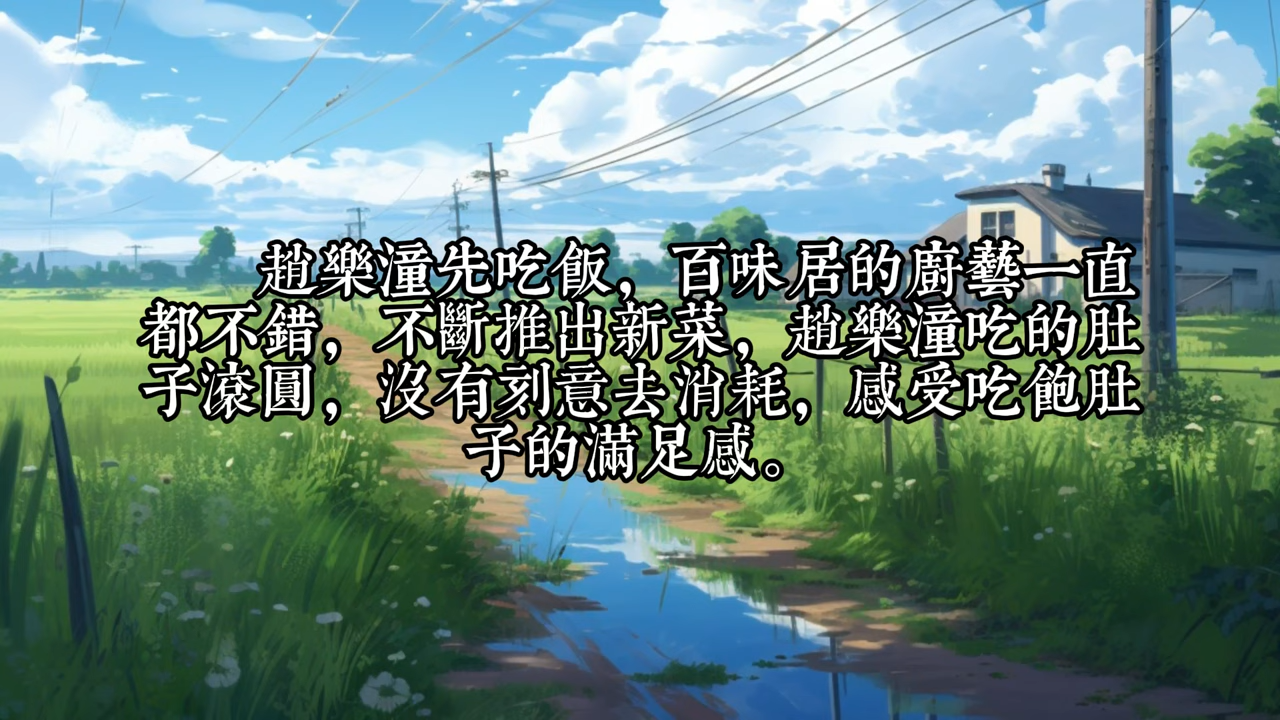 趙樂潼先吃飯，百味居的廚藝一直
都不錯，不斷推出新菜，趙樂潼吃的肚
子滾圓，沒有刻意去消耗，感受吃飽肚
子的滿足感。